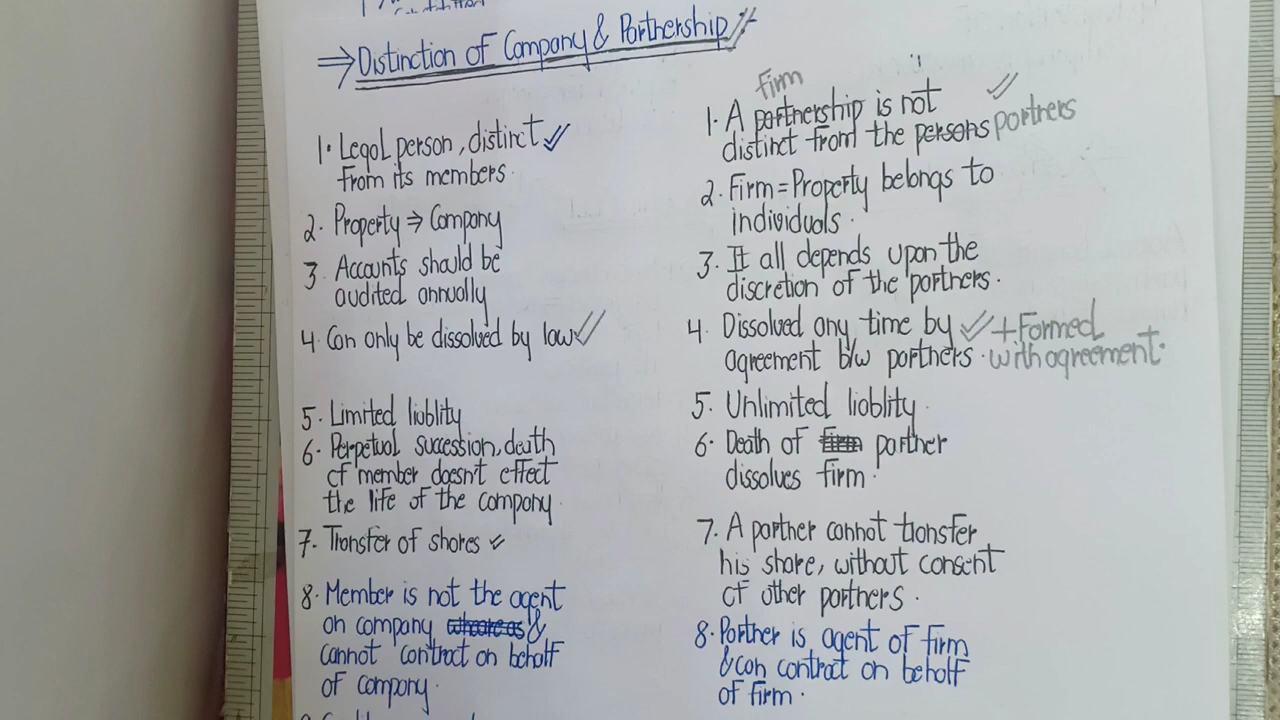 ⇒ Distinction of Company & Partnership
1. Legal person, distinct
from its members.
2. Property ⇒ Company
3. Accounts should be
audited annually
4. Can only be dissolved by law
5. Limited liablity
6. Perpetual succession, death
of member doesn't effect
the life of the company.
7. Transfer of shares
8. Member is not the agent
on company &
cannot contract on behalf
of company.
Firm
1. A partnership is not
distinct from the persons partners
2. Firm = Property belongs to
individuals.
3. It all depends upon the
discretion of the partners.
4. Dissolved any time by + Formed
agreement b/w partners. with agreement.
5. Unlimited liablity.
6. Death of firm partner
dissolves firm.
7. A partner cannot transfer
his share, without consent
of other partners.
8. Partner is agent of firm
& can contract on behalf
of firm.